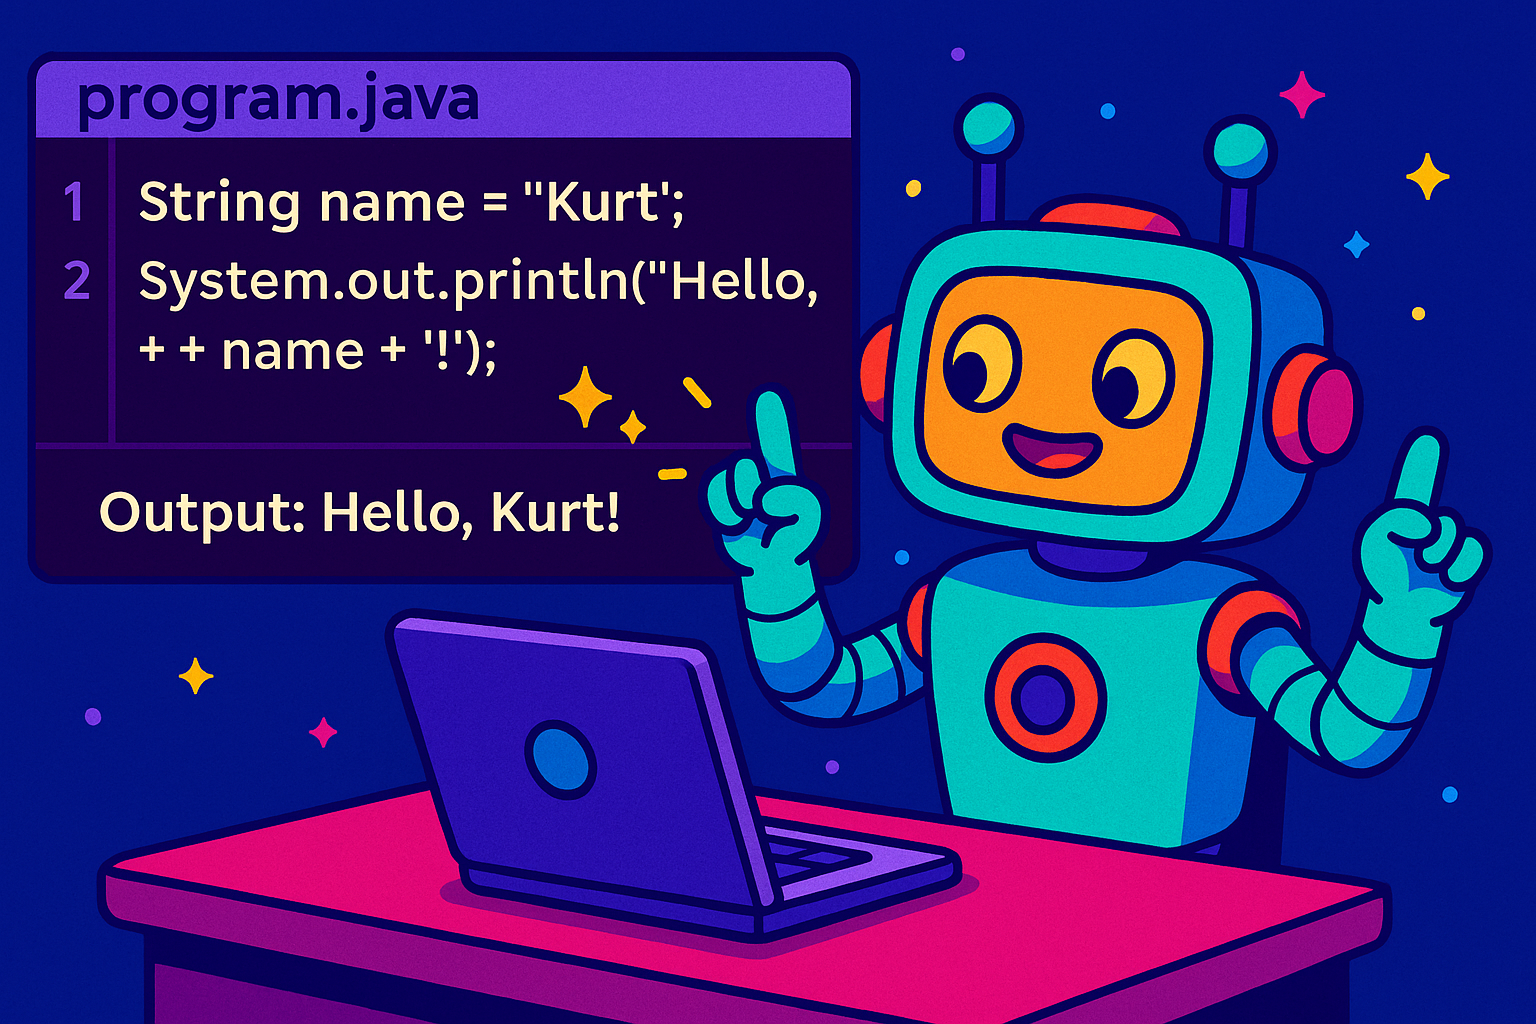 program.java
1 String name = "Kurt';
2 System.out.println("Hello,
+ + name + '!');
Output: Hello, Kurt!